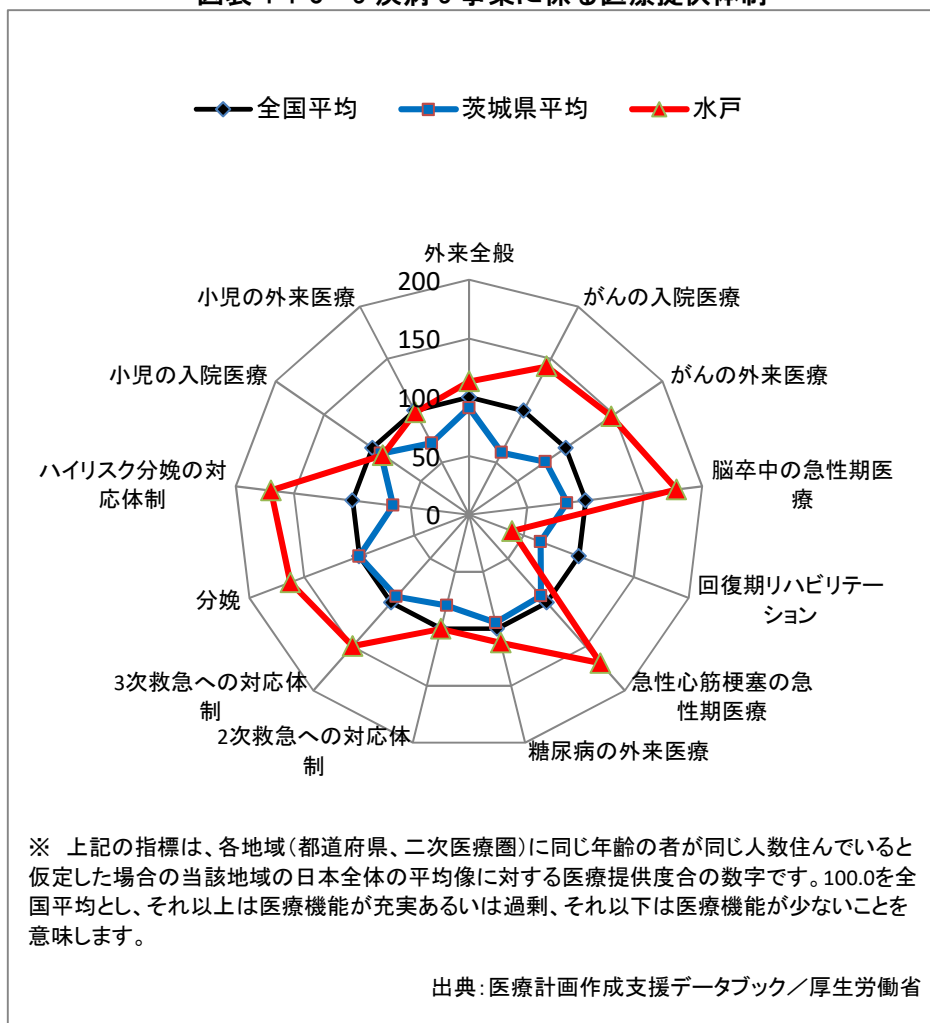 全国平均 茨城県平均 水戸
外来全般
がんの入院医療
がんの外来医療
脳卒中の急性期医
療
回復期リハビリテー
ション
急性心筋梗塞の急
性期医療
糖尿病の外来医療
2次救急への対応体
制
3次救急への対応体
制
分娩
ハイリスク分娩の対
応体制
小児の入院医療
小児の外来医療
200
150
100
50
0
※ 上記の指標は、各地域(都道府県、二次医療圏)に同じ年齢の者が同じ人数住んでいると
仮定した場合の当該地域の日本全体の平均像に対する医療提供度合の数字です。100.0を全
国平均とし、それ以上は医療機能が充実あるいは過剰、それ以下は医療機能が少ないことを
意味します。
出典:医療計画作成支援データブック/厚生労働省